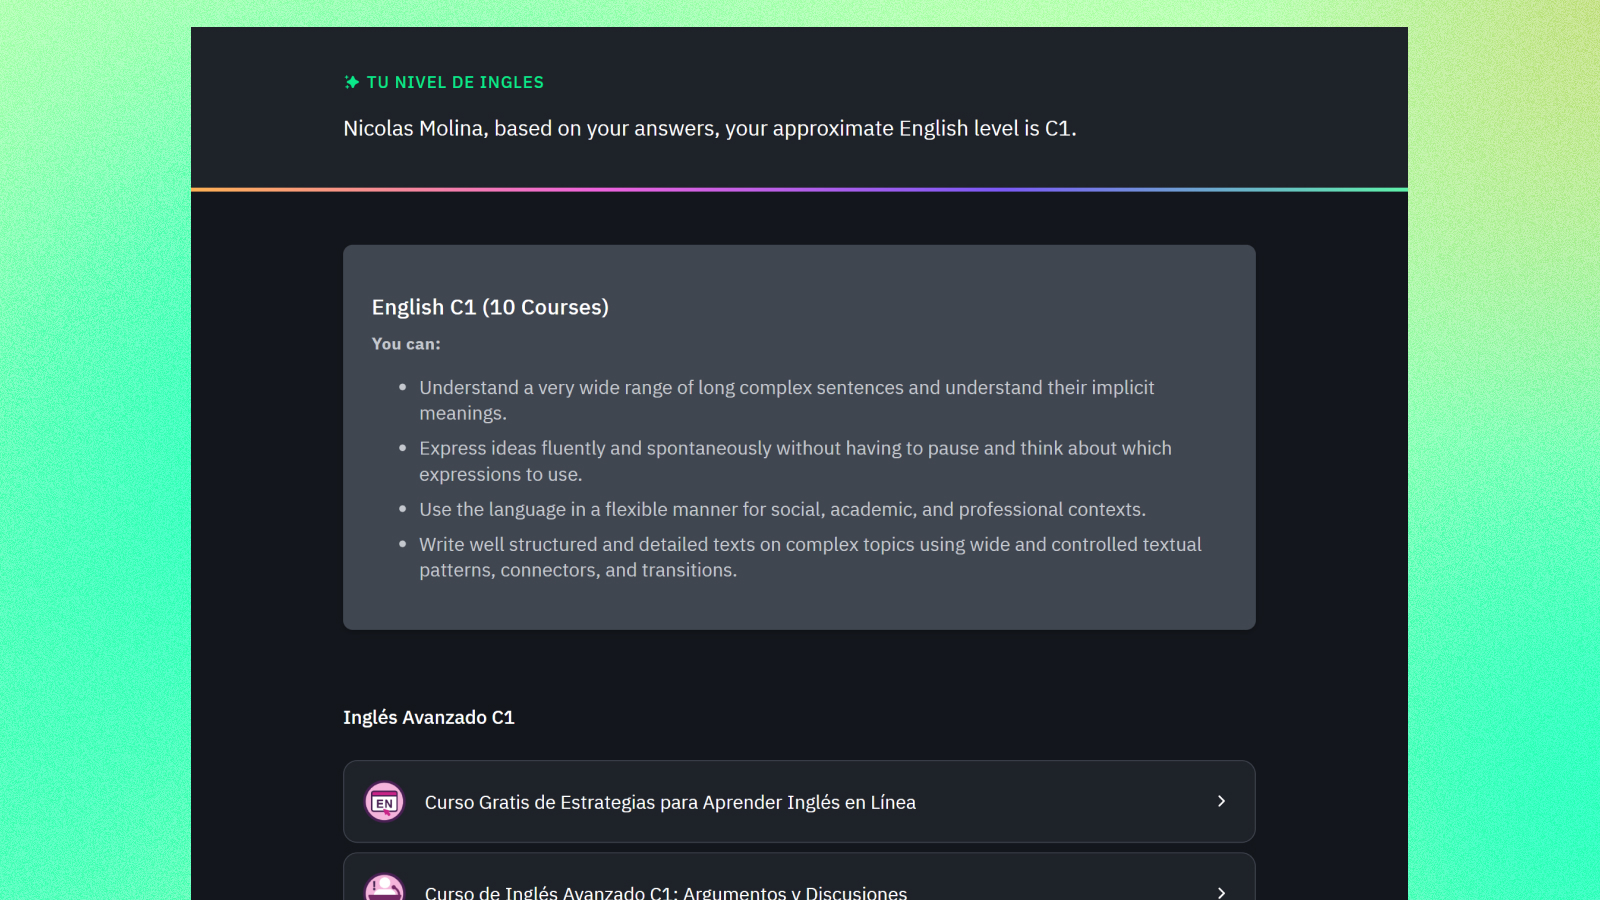 TU NIVEL DE INGLES
Nicolas Molina, based on your answers, your approximate English level is C1.
English C1 (10 Courses)
You can:
Understand a very wide range of long complex sentences and understand their implicit
meanings.
Express ideas fluently and spontaneously without having to pause and think about which
expressions to use.
Use the language in a flexible manner for social, academic, and professional contexts.
Write well structured and detailed texts on complex topics using wide and controlled textual
patterns, connectors, and transitions.
Inglés Avanzado C1
EN
Curso Gratis de Estrategias para Aprender Inglés en Línea
Curso de Inglés Avanzado C1: Argumentos y Discusiones